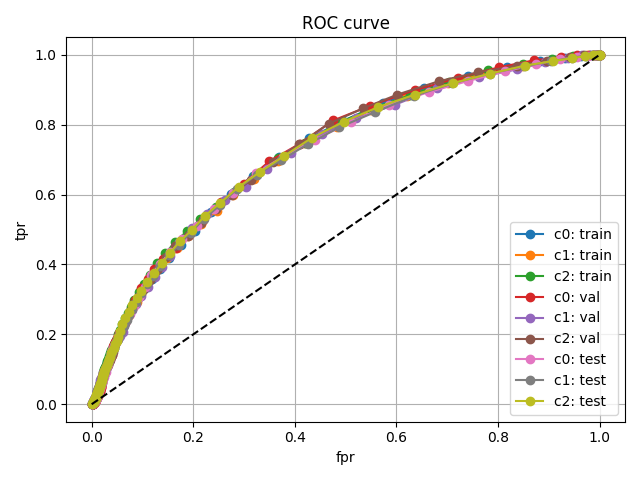 ROC curve
tpr
1.0
0.8
0.6
0.4
0.2
0.0
0.0 0.2 0.4 0.6 0.8 1.0
fpr
c0: train
c1: train
c2: train
c0: val
c1: val
c2: val
c0: test
c1: test
c2: test